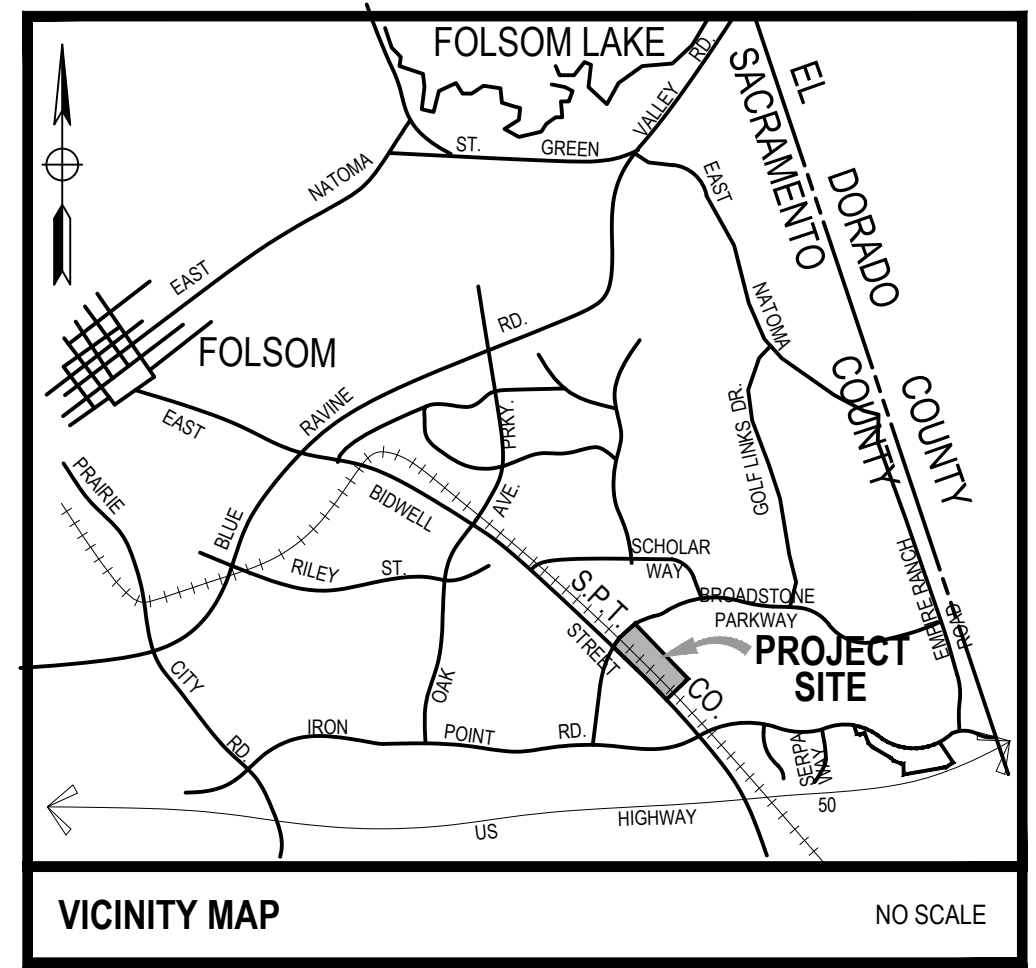 FOLSOM LAKE
RD.
VALLEY
GREEN
ST.
NATOMA
EAST
EAST
NATOMA
EL
DORADO
COUNTY
SACRAMENTO
COUNTY
FOLSOM
RD.
RAVINE
BLUE
EAST
BIDWELL
STREET
PRKY.
AVE.
OAK
GOLF LINKS DR.
PRAIRIE
CITY
RD.
RILEY
ST.
SCHOLAR
WAY
S.P.T.
CO.
BROADSTONE
PARKWAY
EMPIRE RANCH
ROAD
PROJECT
SITE
IRON
POINT
RD.
SERPA
WAY
US
HIGHWAY
50
VICINITY MAP
NO SCALE